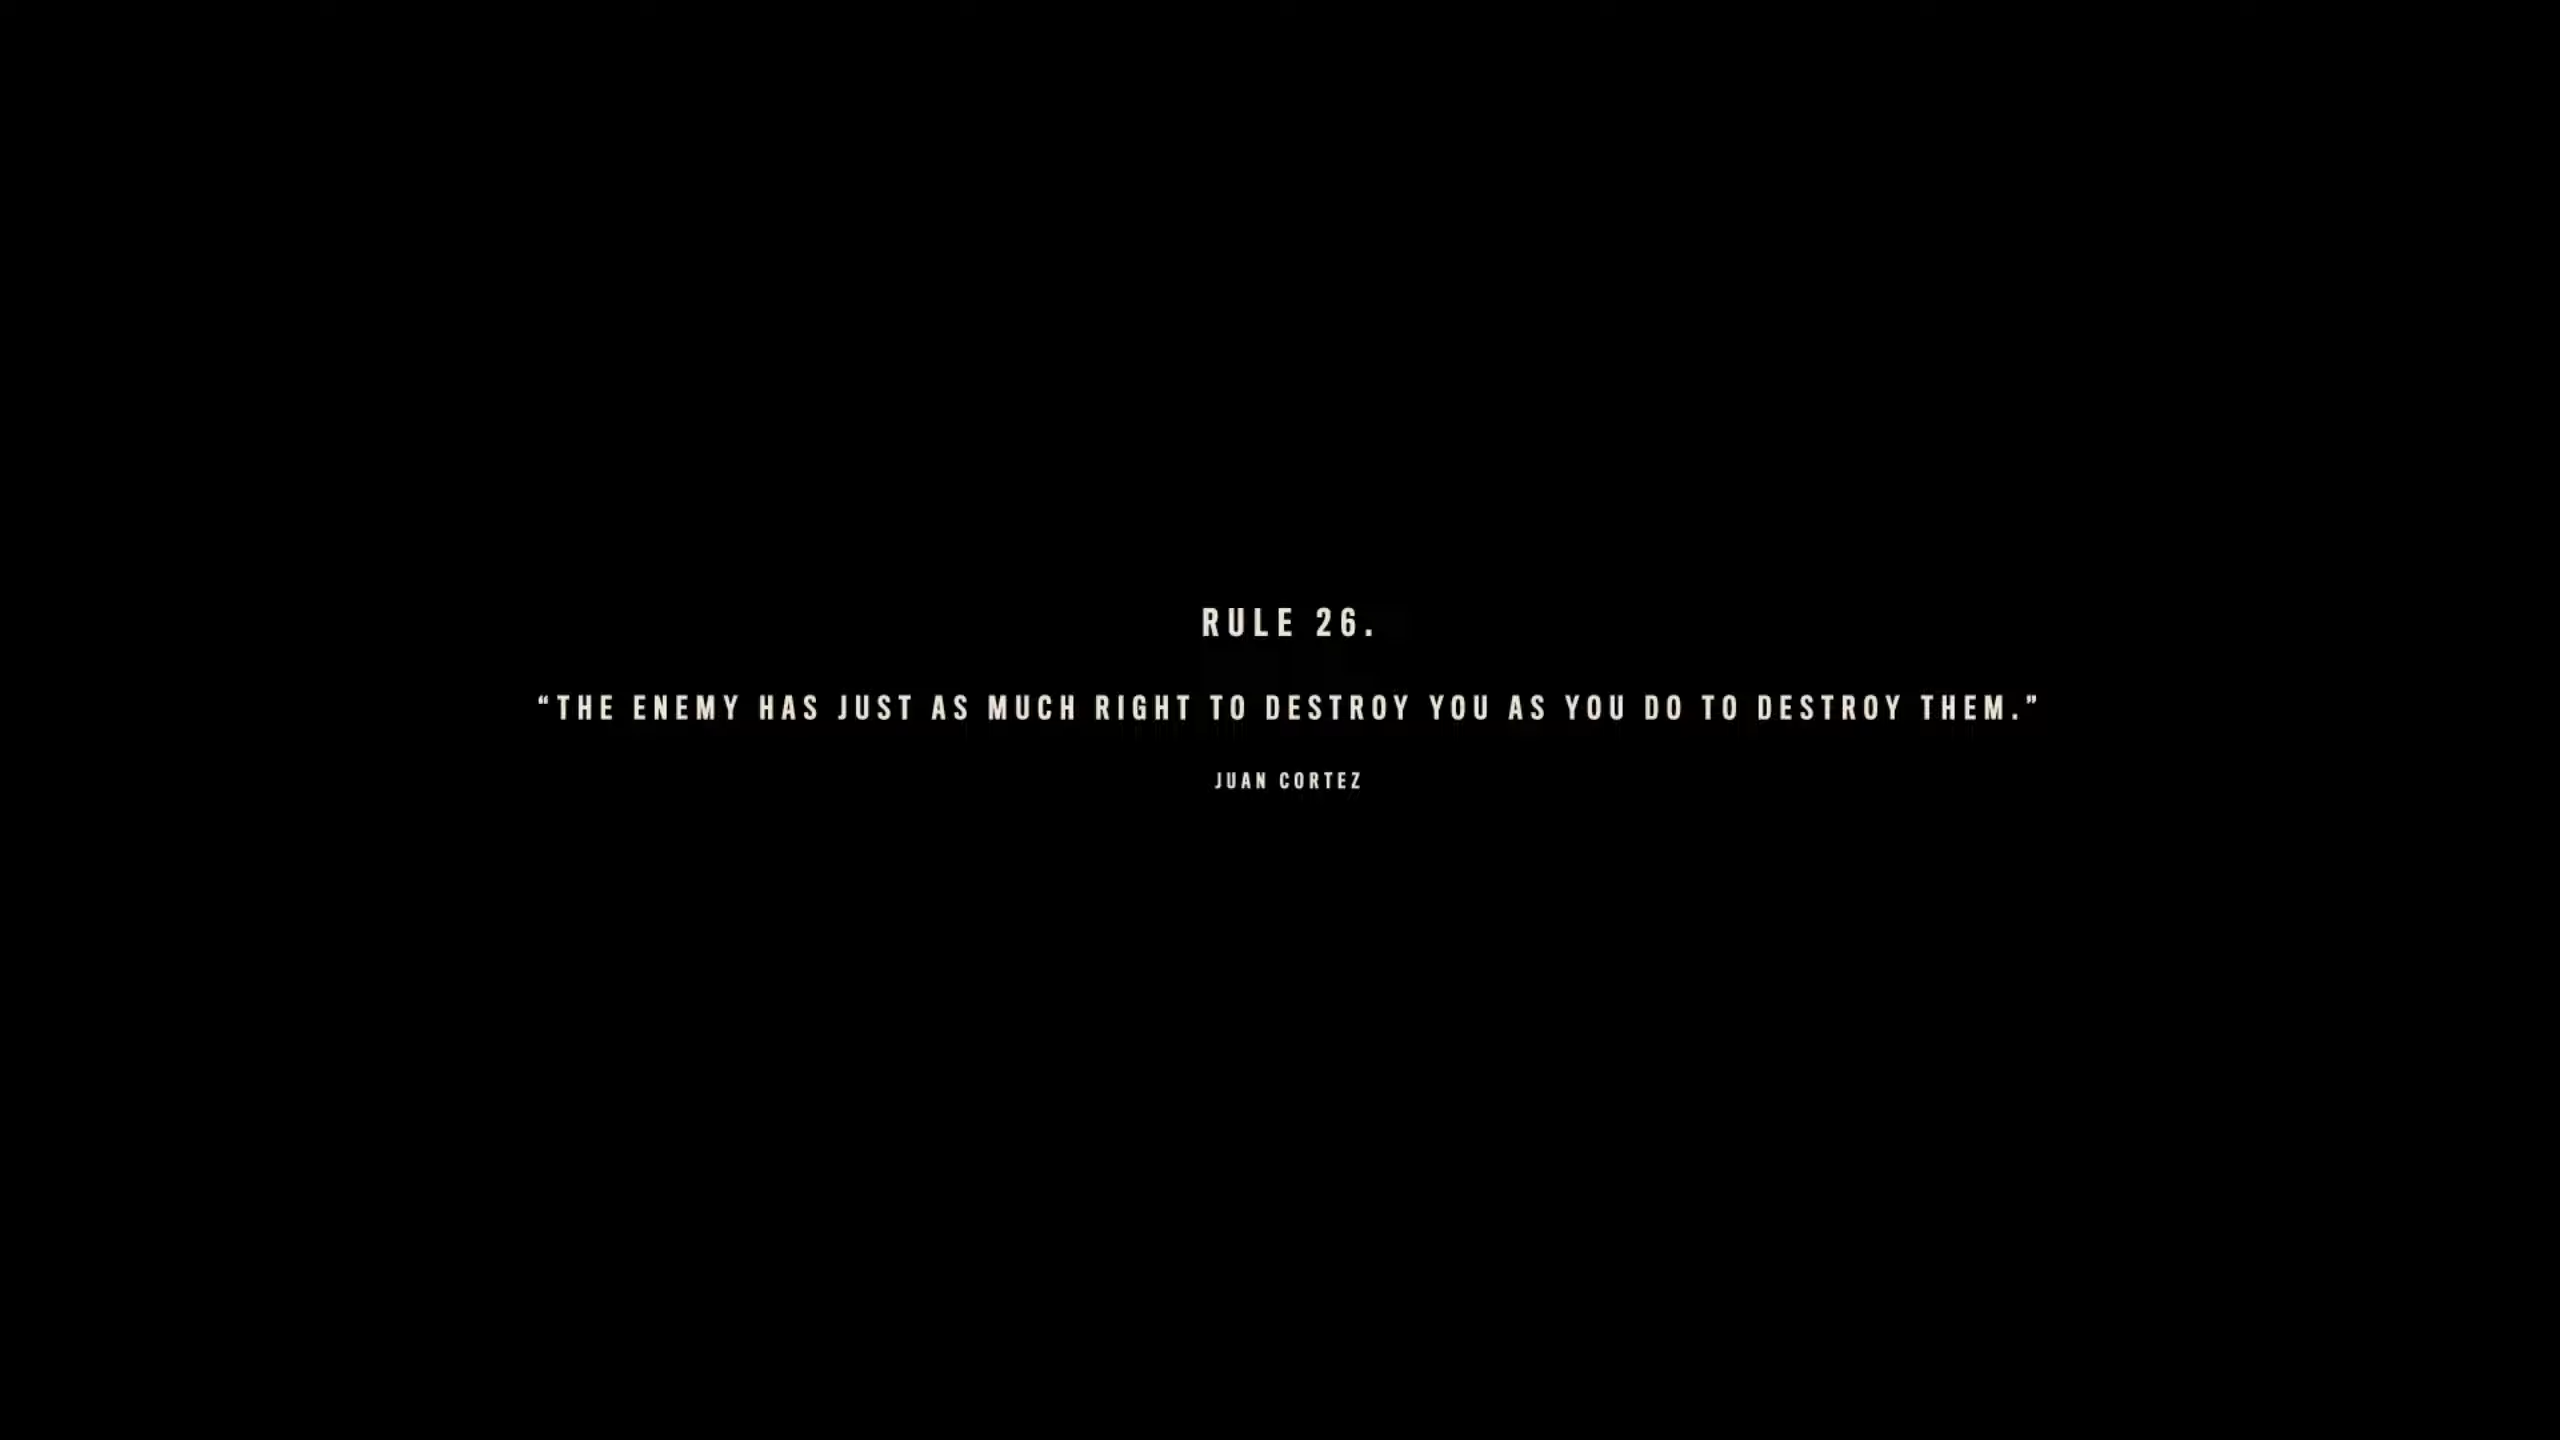 RULE 26.
“THE ENEMY HAS JUST AS MUCH RIGHT TO DESTROY YOU AS YOU DO TO DESTROY THEM.”
JUAN CORTEZ